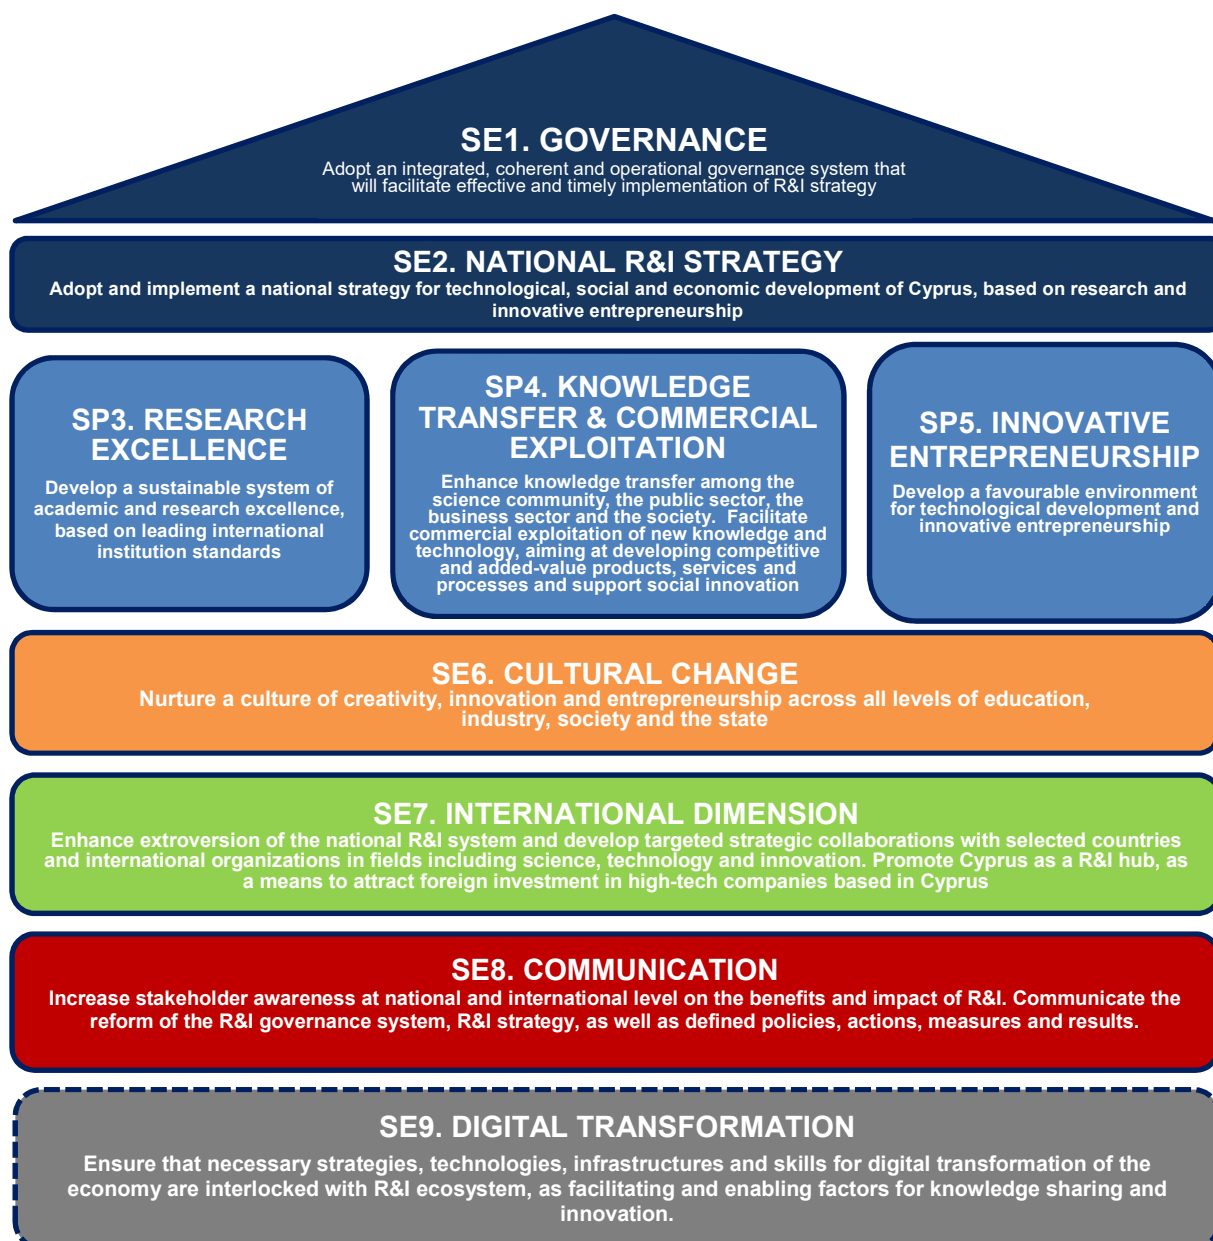 SE1. GOVERNANCE
Adopt an integrated, coherent and operational governance system that
will facilitate effective and timely implementation of R&I strategy
SE2. NATIONAL R&I STRATEGY
Adopt and implement a national strategy for technological, social and economic development of Cyprus, based on research and
innovative entrepreneurship
SP3. RESEARCH
EXCELLENCE
Develop a sustainable system of
academic and research excellence,
based on leading international
institution standards
SP4. KNOWLEDGE
TRANSFER & COMMERCIAL
EXPLOITATION
Enhance knowledge transfer among the
science community, the public sector, the
business sector and the society.  Facilitate
commercial exploitation of new knowledge and
technology, aiming at developing competitive
and added-value products, services and
processes and support social innovation
SP5. INNOVATIVE
ENTREPRENEURSHIP
Develop a favourable environment
for technological development and
innovative entrepreneurship
SE6. CULTURAL CHANGE
Nurture a culture of creativity, innovation and entrepreneurship across all levels of education,
industry, society and the state
SE7. INTERNATIONAL DIMENSION
Enhance extroversion of the national R&I system and develop targeted strategic collaborations with selected countries
and international organizations in fields including science, technology and innovation. Promote Cyprus as a R&I hub, as
a means to attract foreign investment in high-tech companies based in Cyprus
SE8. COMMUNICATION
Increase stakeholder awareness at national and international level on the benefits and impact of R&I. Communicate the
reform of the R&I governance system, R&I strategy, as well as defined policies, actions, measures and results.
SE9. DIGITAL TRANSFORMATION
Ensure that necessary strategies, technologies, infrastructures and skills for digital transformation of the
economy are interlocked with R&I ecosystem, as facilitating and enabling factors for knowledge sharing and
innovation.